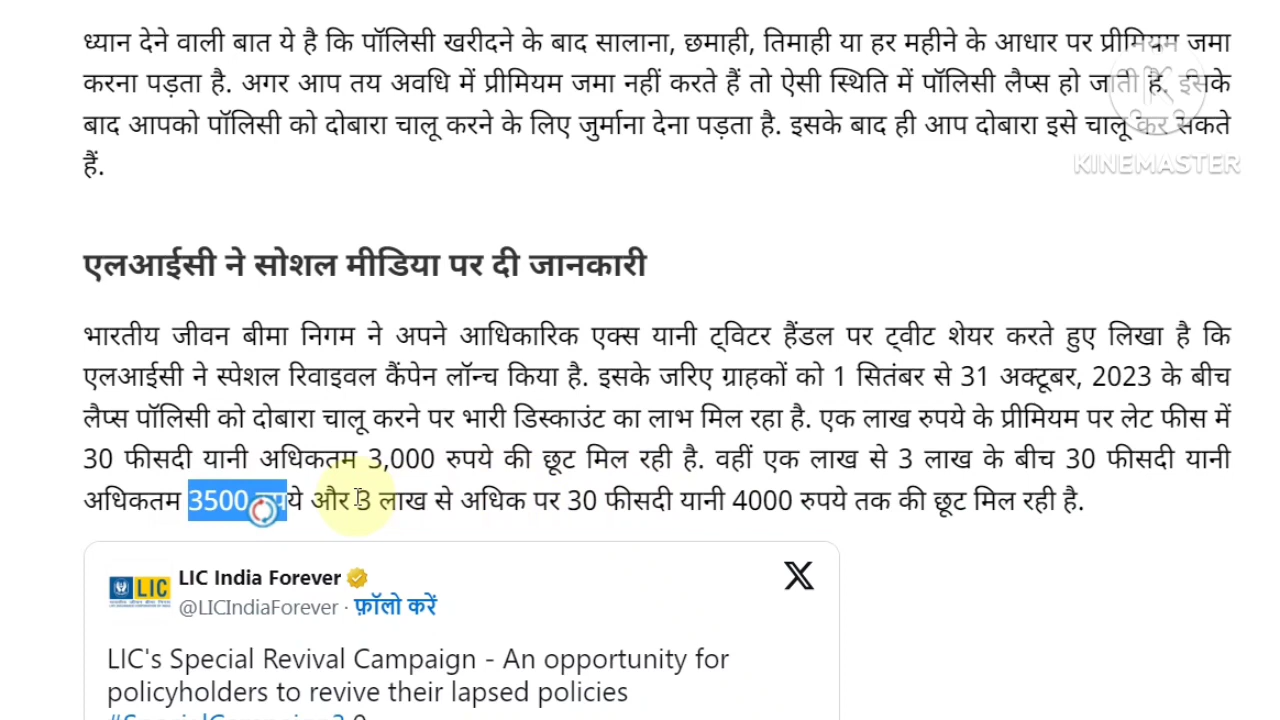 ध्यान देने वाली बात ये है कि पॉलिसी खरीदने के बाद सालाना, छमाही, तिमाही या हर महीने के आधार पर प्रीमियम जमा
करना पड़ता है. अगर आप तय अवधि में प्रीमियम जमा नहीं करते हैं तो ऐसी स्थिति में पॉलिसी लैप्स हो जाती है. इसके
बाद आपको पॉलिसी को दोबारा चालू करने के लिए जुर्माना देना पड़ता है. इसके बाद ही आप दोबारा इसे चालू कर सकते
हैं.
KINEMASTER
एलआईसी ने सोशल मीडिया पर दी जानकारी
भारतीय जीवन बीमा निगम ने अपने आधिकारिक एक्स यानी ट्विटर हैंडल पर ट्वीट शेयर करते हुए लिखा है कि
एलआईसी ने स्पेशल रिवाइवल कैंपेन लॉन्च किया है. इसके जरिए ग्राहकों को 1 सितंबर से 31 अक्टूबर, 2023 के बीच
लैप्स पॉलिसी को दोबारा चालू करने पर भारी डिस्काउंट का लाभ मिल रहा है. एक लाख रुपये के प्रीमियम पर लेट फीस में
30 फीसदी यानी अधिकतम 3,000 रुपये की छूट मिल रही है. वहीं एक लाख से 3 लाख के बीच 30 फीसदी यानी
अधिकतम 3500 रुपये और 3 लाख से अधिक पर 30 फीसदी यानी 4000 रुपये तक की छूट मिल रही है.
LIC
LIC India Forever
@LICIndiaForever · फ़ॉलो करें
LIC's Special Revival Campaign - An opportunity for
policyholders to revive their lapsed policies